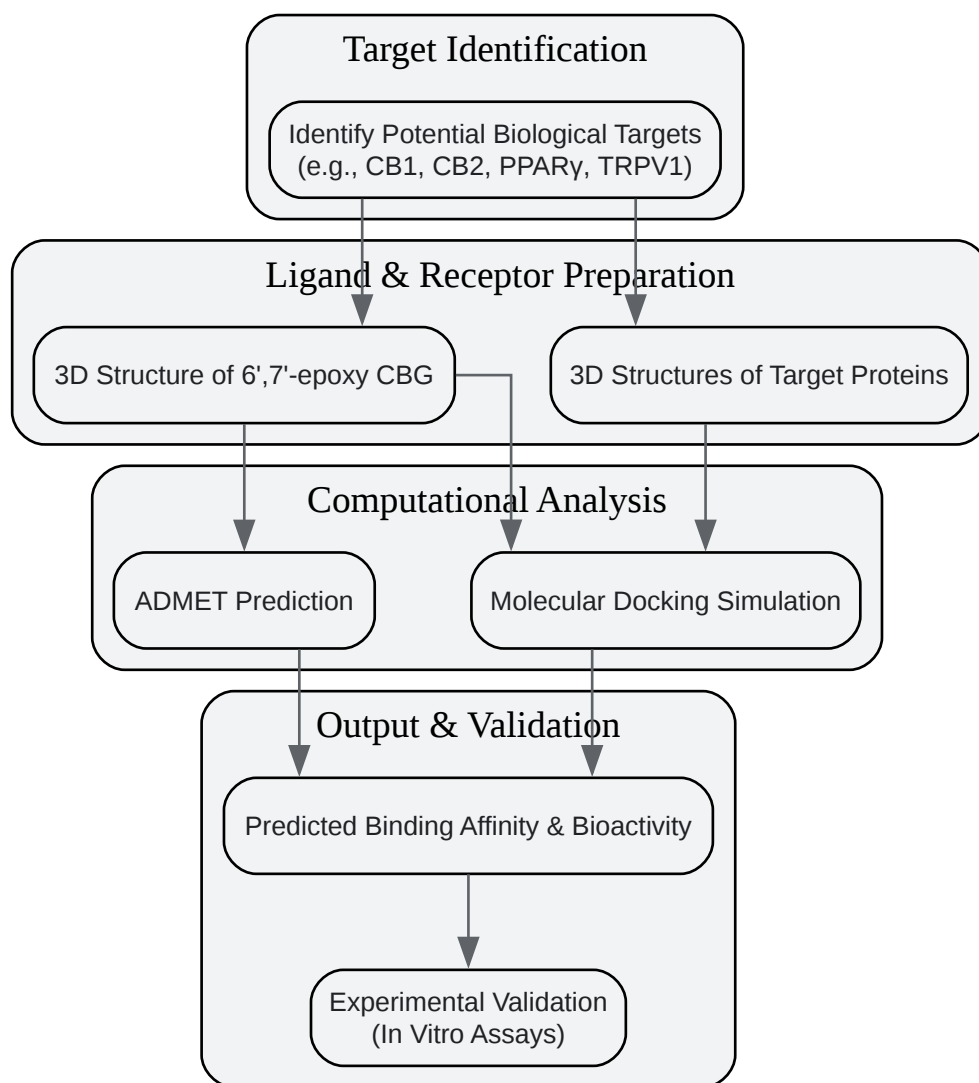 Target Identification
Identify Potential Biological Targets
(e.g., CB1, CB2, PPARγ, TRPV1)
Ligand & Receptor Preparation
3D Structure of 6',7'-epoxy CBG
3D Structures of Target Proteins
Computational Analysis
ADMET Prediction
Molecular Docking Simulation
Output & Validation
Predicted Binding Affinity & Bioactivity
Experimental Validation
(In Vitro Assays)